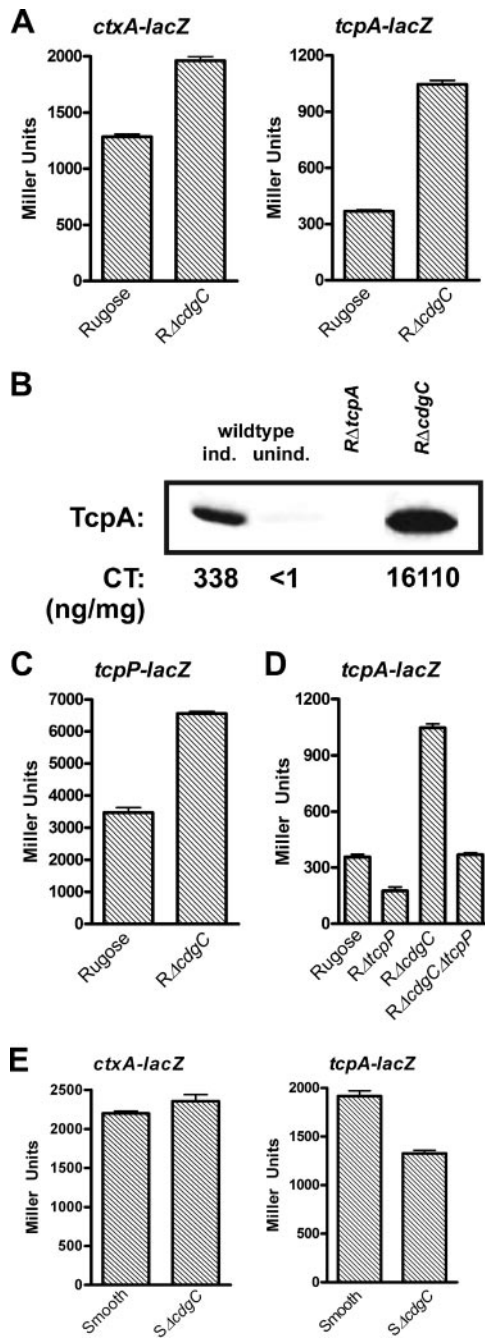 A
ctxA-lacZ
Miller Units
2000
1500
1000
500
0
Rugose
RΔcdgC
tcpA-lacZ
Miller Units
1200
900
600
300
0
Rugose
RΔcdgC
B
wildtype
ind. unind.
RΔtcpA
RΔcdgC
TcpA:
CT: 338 <1 16110
(ng/mg)
C
tcpP-lacZ
Miller Units
7000
6000
5000
4000
3000
2000
1000
0
Rugose
RΔcdgC
D
tcpA-lacZ
Miller Units
1200
900
600
300
0
Rugose
RΔtcpP
RΔcdgC
RΔcdgCΔtcpP
E
ctxA-lacZ
Miller Units
2500
2000
1500
1000
500
0
Smooth
SΔcdgC
tcpA-lacZ
Miller Units
2000
1500
1000
500
0
Smooth
SΔcdgC